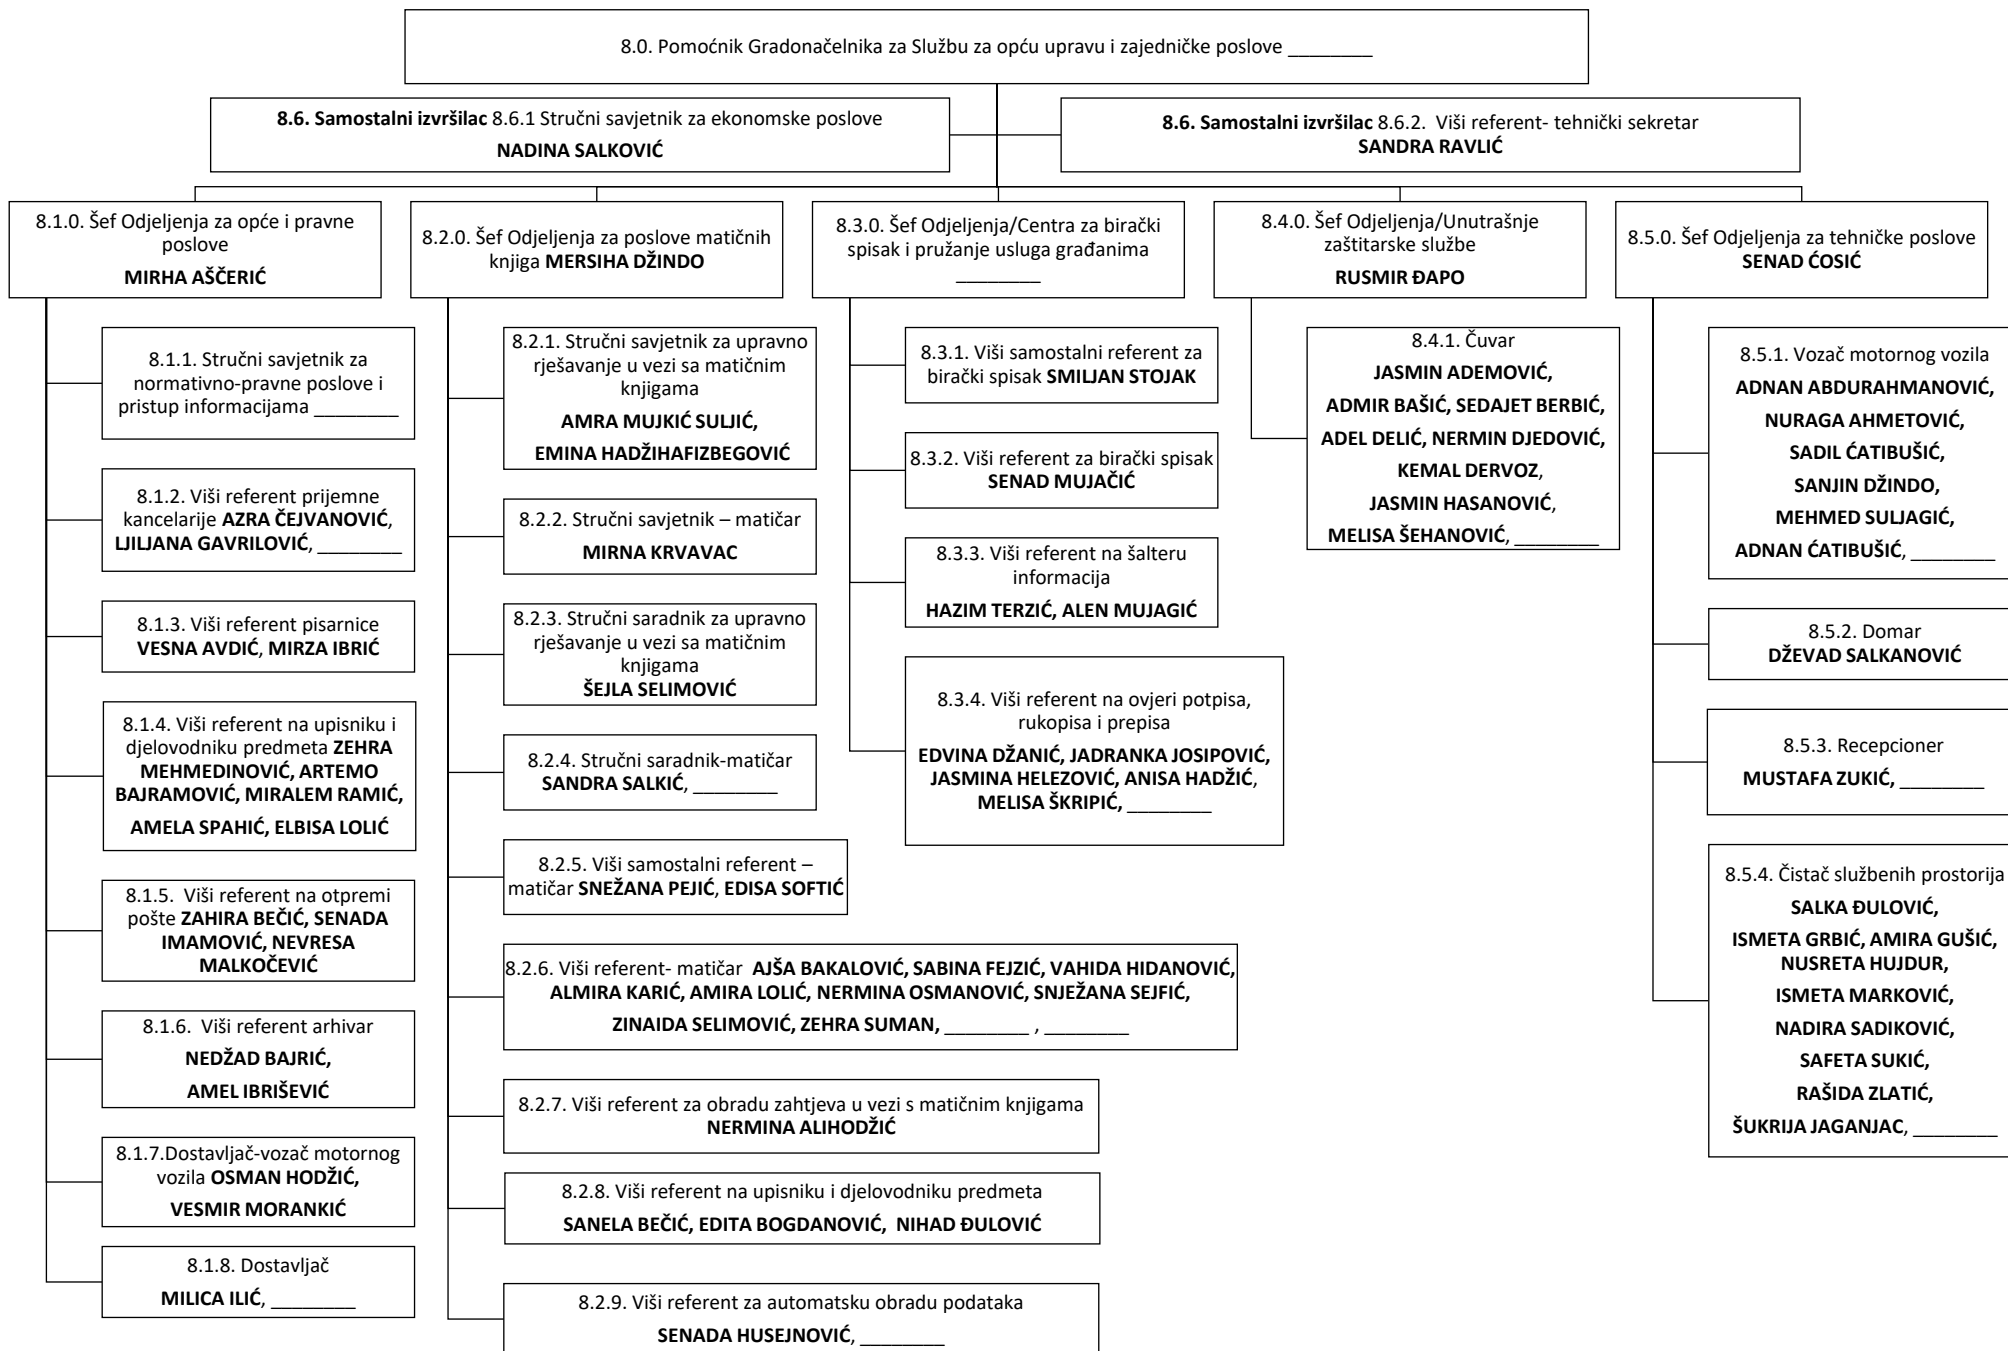 8.0. Pomoćnik Gradonačelnika za Službu za opću upravu i zajedničke poslove ________
8.6. Samostalni izvršilac 8.6.1 Stručni savjetnik za ekonomske poslove
NADINA SALKOVIĆ
8.6. Samostalni izvršilac 8.6.2. Viši referent- tehnički sekretar
SANDRA RAVLIĆ
8.1.0. Šef Odjeljenja za opće i pravne
poslove
MIRHA AŠČERIĆ
8.1.1. Stručni savjetnik za
normativno-pravne poslove i
pristup informacijama ________
8.1.2. Viši referent prijemne
kancelarije AZRA ČEJVANOVIĆ,
LJILJANA GAVRILOVIĆ, ________
8.1.3. Viši referent pisarnice
VESNA AVDIĆ, MIRZA IBRIĆ
8.1.4. Viši referent na upisniku i
djelovodniku predmeta ZEHRA
MEHMEDINOVIĆ, ARTEMO
BAJRAMOVIĆ, MIRALEM RAMIĆ,
AMELA SPAHIĆ, ELBISA LOLIĆ
8.1.5. Viši referent na otpremi
pošte ZAHIRA BEČIĆ, SENADA
IMAMOVIĆ, NEVRESA
MALKOČEVIĆ
8.1.6. Viši referent arhivar
NEDŽAD BAJRIĆ,
AMEL IBRIŠEVIĆ
8.1.7.Dostavljač-vozač motornog
vozila OSMAN HODŽIĆ,
VESMIR MORANKIĆ
8.1.8. Dostavljač
MILICA ILIĆ, ________
8.2.0. Šef Odjeljenja za poslove matičnih
knjiga MERSIHA DŽINDO
8.2.1. Stručni savjetnik za upravno
rješavanje u vezi sa matičnim
knjigama
AMRA MUJKIĆ SULJIĆ,
EMINA HADŽIHAFIZBEGOVIĆ
8.2.2. Stručni savjetnik – matičar
MIRNA KRVAVAC
8.2.3. Stručni saradnik za upravno
rješavanje u vezi sa matičnim
knjigama
ŠEJLA SELIMOVIĆ
8.2.4. Stručni saradnik-matičar
SANDRA SALKIĆ, ________
8.2.5. Viši samostalni referent –
matičar SNEŽANA PEJIĆ, EDISA SOFTIĆ
8.2.6. Viši referent- matičar AJŠA BAKALOVIĆ, SABINA FEJZIĆ, VAHIDA HIDANOVIĆ,
ALMIRA KARIĆ, AMIRA LOLIĆ, NERMINA OSMANOVIĆ, SNJEŽANA SEJFIĆ,
ZINAIDA SELIMOVIĆ, ZEHRA SUMAN, ________ , ________
8.2.7. Viši referent za obradu zahtjeva u vezi s matičnim knjigama
NERMINA ALIHODŽIĆ
8.2.8. Viši referent na upisniku i djelovodniku predmeta
SANELA BEČIĆ, EDITA BOGDANOVIĆ, NIHAD ĐULOVIĆ
8.2.9. Viši referent za automatsku obradu podataka
SENADA HUSEJNOVIĆ, ________
8.3.0. Šef Odjeljenja/Centra za birački
spisak i pružanje usluga građanima
________
8.3.1. Viši samostalni referent za
birački spisak SMILJAN STOJAK
8.3.2. Viši referent za birački spisak
SENAD MUJAČIĆ
8.3.3. Viši referent na šalteru
informacija
HAZIM TERZIĆ, ALEN MUJAGIĆ
8.3.4. Viši referent na ovjeri potpisa,
rukopisa i prepisa
EDVINA DŽANIĆ, JADRANKA JOSIPOVIĆ,
JASMINA HELEZOVIĆ, ANISA HADŽIĆ,
MELISA ŠKRIPIĆ, ________
8.4.0. Šef Odjeljenja/Unutrašnje
zaštitarske službe
RUSMIR ĐAPO
8.4.1. Čuvar
JASMIN ADEMOVIĆ,
ADMIR BAŠIĆ, SEDAJET BERBIĆ,
ADEL DELIĆ, NERMIN DJEDOVIĆ,
KEMAL DERVOZ,
JASMIN HASANOVIĆ,
MELISA ŠEHANOVIĆ, ________
8.5.0. Šef Odjeljenja za tehničke poslove
SENAD ĆOSIĆ
8.5.1. Vozač motornog vozila
ADNAN ABDURAHMANOVIĆ,
NURAGA AHMETOVIĆ,
SADIL ĆATIBUŠIĆ,
SANJIN DŽINDO,
MEHMED SULJAGIĆ,
ADNAN ĆATIBUŠIĆ, ________
8.5.2. Domar
DŽEVAD SALKANOVIĆ
8.5.3. Recepcioner
MUSTAFA ZUKIĆ, ________
8.5.4. Čistač službenih prostorija
SALKA ĐULOVIĆ,
ISMETA GRBIĆ, AMIRA GUŠIĆ,
NUSRETA HUJDUR,
ISMETA MARKOVIĆ,
NADIRA SADIKOVIĆ,
SAFETA SUKIĆ,
RAŠIDA ZLATIĆ,
ŠUKRIJA JAGANJAC, ________